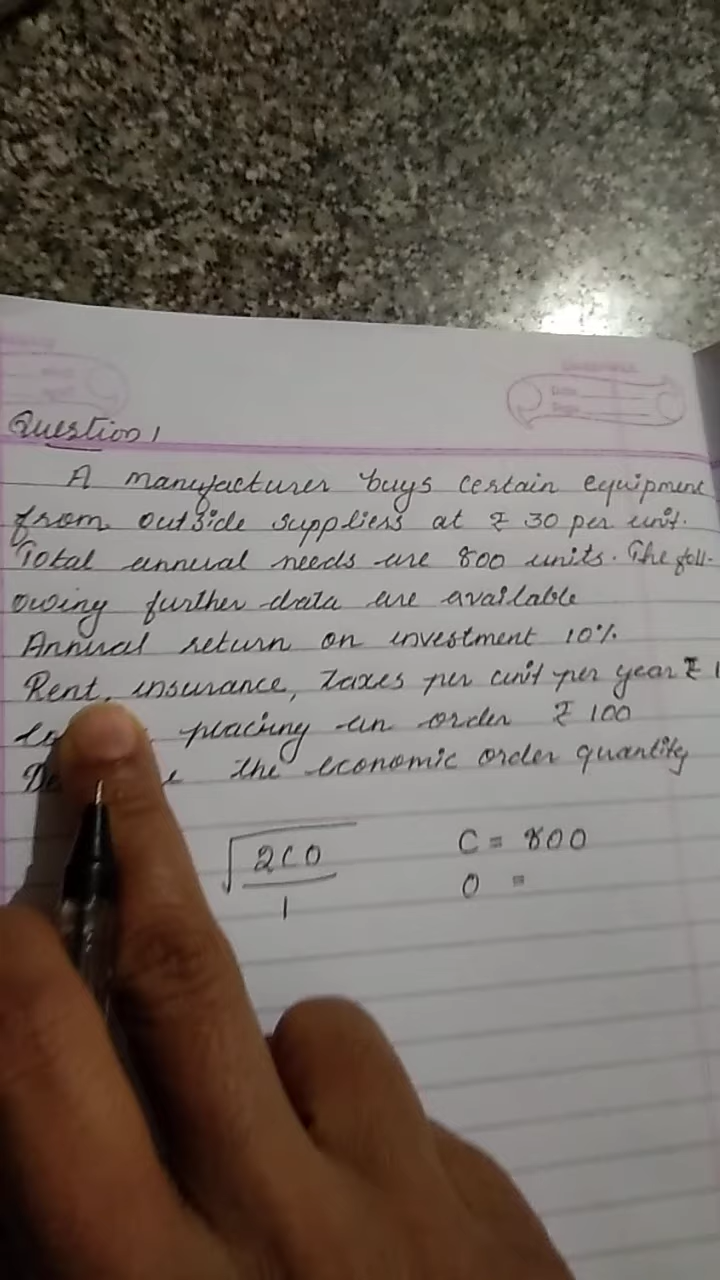 Question 1
A manufacturer buys certain equipment
from outside suppliers at ₹ 30 per unit.
Total annual needs are 800 units. The foll-
owing further data are available
Annual return on investment 10%.
Rent, insurance, taxes per unit per year ₹ 1
placing an order ₹ 100
the economic order quantity
√ 2CO C = 800
I O =